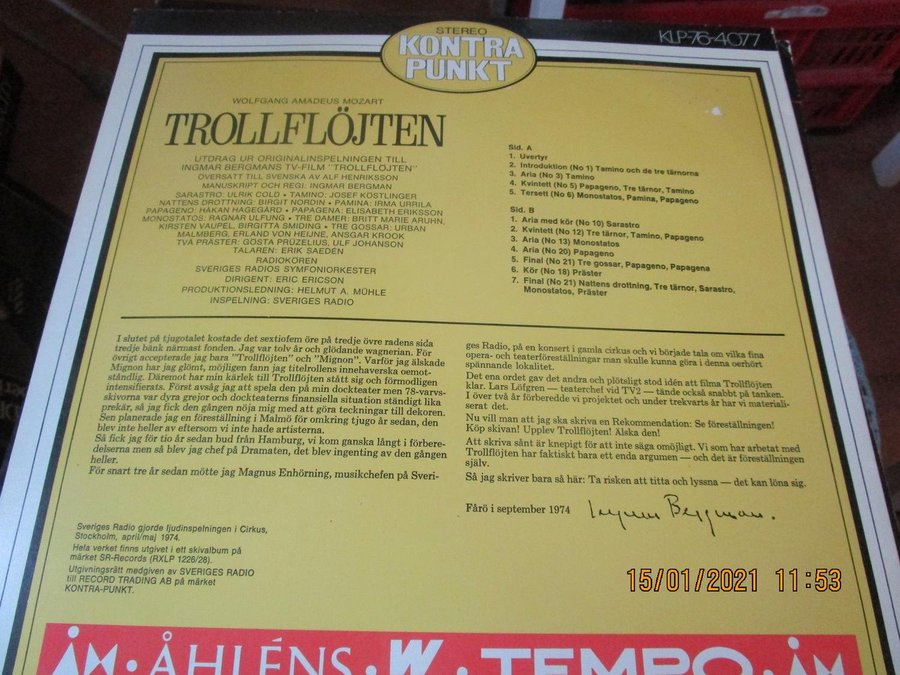 STEREO
KONTRA
PUNKT
KLP-76-4077
WOLFGANG AMADEUS MOZART
TROLLFLÖJTEN
UTDRAG UR ORIGINALINSPELNINGEN TILL
INGMAR BERGMANS TV-FILM "TROLLFLÖJTEN"
ÖVERSATT TILL SVENSKA AV ALF HENRIKSSON
MANUSKRIPT OCH REGI: INGMAR BERGMAN
SARASTRO: ULRIK COLD • TAMINO: JOSEF KÖSTLINGER
NATTENS DROTTNING: BIRGIT NORDIN • PAMINA: IRMA URRILA
PAPAGENO: HÅKAN HAGEGÅRD • PAPAGENA: ELISABETH ERIKSSON
MONOSTATOS: RAGNAR ULFUNG • TRE DAMER: BRITT MARIE ARUHN,
KIRSTEN VAUPEL, BIRGITTA SMIDING • TRE GOSSAR: URBAN
MALMBERG, ERLAND VON HEIJNE, ANSGAR KROOK
TVÅ PRÄSTER: GÖSTA PRÜZELIUS, ULF JOHANSON
TALAREN: ERIK SAEDÉN
RADIOKÖREN
SVERIGES RADIOS SYMFONIORKESTER
DIRIGENT: ERIC ERICSON
PRODUKTIONSLEDNING: HELMUT A. MÜHLE
INSPELNING: SVERIGES RADIO
Sid. A
1. Uvertyr
2. Introduktion (No 1) Tamino och de tre tärnorna
3. Aria (No 3) Tamino
4. Kvintett (No 5) Papageno, Tre tärnor, Tamino
5. Tersett (No 6) Monostatos, Pamina, Papageno
Sid. B
1. Aria med kör (No 10) Sarastro
2. Kvintett (No 12) Tre tärnor, Tamino, Papageno
3. Aria (No 13) Monostatos
4. Aria (No 20) Papageno
5. Final (No 21) Tre gossar, Papageno, Papagena
6. Kör (No 18) Präster
7. Final (No 21) Nattens drottning, Tre tärnor, Sarastro,
Monostatos, Präster
I slutet på tjugotalet kostade det sextiofem öre på tredje övre radens sida
tredje bänk närmast fonden. Jag var tolv år och glödande wagnerian. För
övrigt accepterade jag bara "Trollflöjten" och "Mignon". Varför jag älskade
Mignon har jag glömt, möjligen fann jag titelrollens innehaverska oemot-
ståndlig. Däremot har min kärlek till Trollflöjten stått sig och förmodligen
intensifierats. Först avsåg jag att spela den på min dockteater men 78-varvs-
skivorna var dyra grejor och dockteaterns finansiella situation ständigt lika
prekär, så jag fick den gången nöja mig med att göra teckningar till dekoren.
Sen planerade jag en föreställning i Malmö för omkring tjugo år sedan, den
blev inte heller av eftersom vi inte hade artisterna.
Så fick jag för tio år sedan bud från Hamburg, vi kom ganska långt i förbere-
delserna men så blev jag chef på Dramaten, det blev ingenting av den gången
heller.
För snart tre år sedan mötte jag Magnus Enhörning, musikchefen på Sveri-
ges Radio, på en konsert i gamla cirkus och vi började tala om vilka fina
opera- och teaterföreställningar man skulle kunna göra i denna oerhört
spännande lokalitet.
Det ena ordet gav det andra och plötsligt stod idén att filma Trollflöjten
klar. Lars Löfgren — teaterchef vid TV2 — tände också snabbt på tanken.
I över två år förberedde vi projektet och under trekvarts år har vi materiali-
serat det.
Nu vill man att jag ska skriva en Rekommendation: Se föreställningen!
Köp skivan! Upplev Trollflöjten! Älska den!
Att skriva sånt är knepigt för att inte säga omöjligt. Vi som har arbetat med
Trollflöjten har faktiskt bara ett enda argument — och det är föreställningen
själv.
Så jag skriver bara så här: Ta risken att titta och lyssna — det kan löna sig.
Fårö i september 1974 Ingmar Bergman.
Sveriges Radio gjorde ljudinspelningen i Cirkus,
Stockholm, april/maj 1974.
Hela verket finns utgivet i ett skivalbum på
märket SR-Records (RXLP 1226/28).
Utgivningsrätt medgiven av SVERIGES RADIO
till RECORD TRADING AB på märket
KONTRA-PUNKT.
15/01/2021 11:53
ÅHLÉNS • W • TEMPO